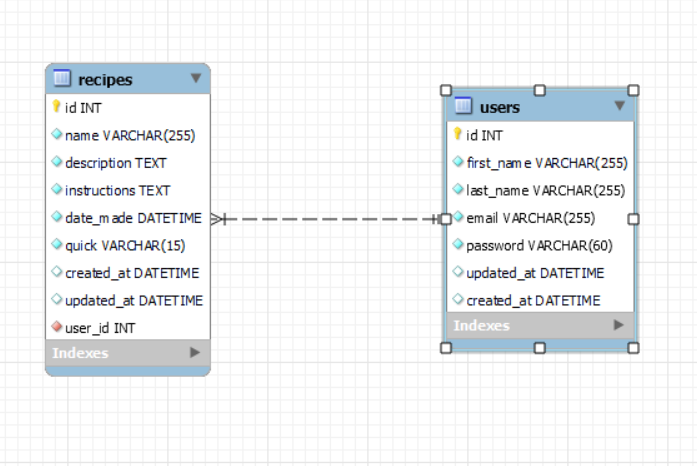 recipes
id INT
name VARCHAR(255)
description TEXT
instructions TEXT
date_made DATETIME
quick VARCHAR(15)
created_at DATETIME
updated_at DATETIME
user_id INT
Indexes
users
id INT
first_name VARCHAR(255)
last_name VARCHAR(255)
email VARCHAR(255)
password VARCHAR(60)
updated_at DATETIME
created_at DATETIME
Indexes